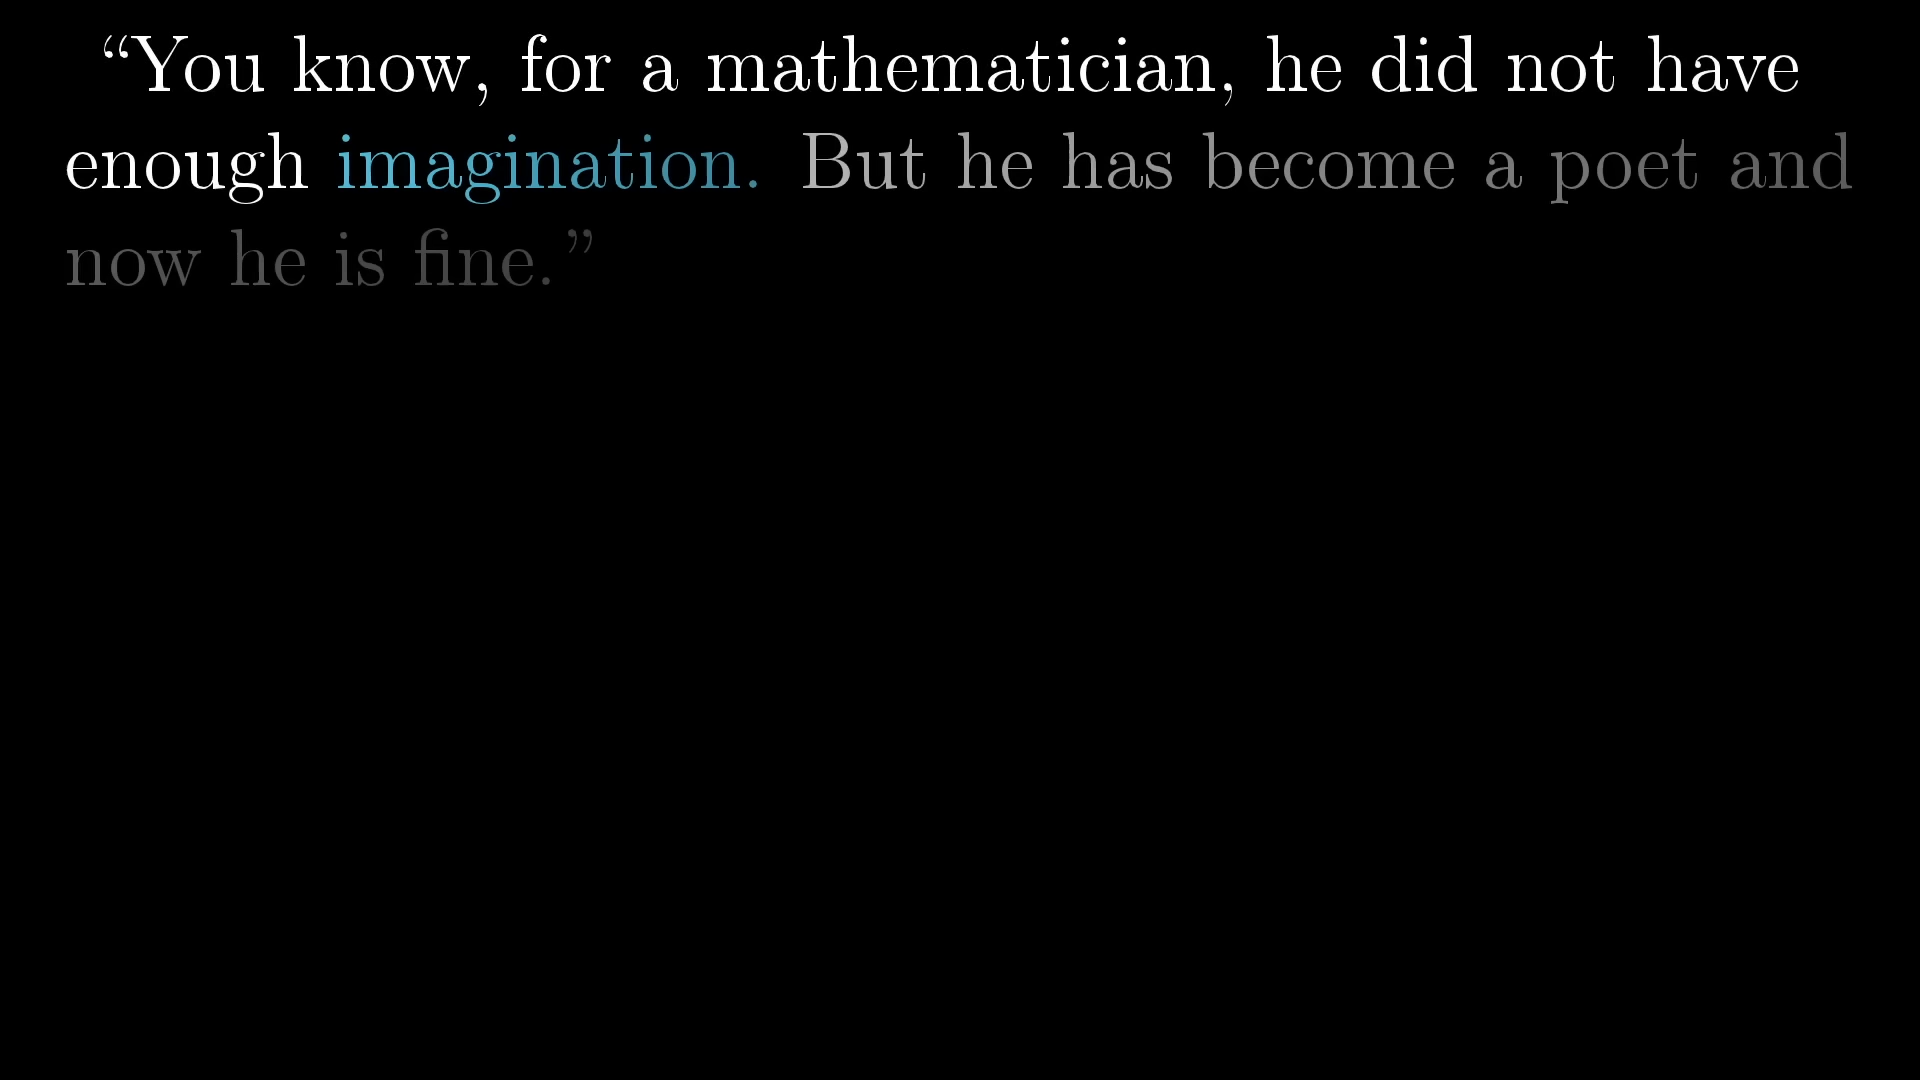 “You know, for a mathematician, he did not have
enough imagination. But he has become a poet and
now he is fine.”